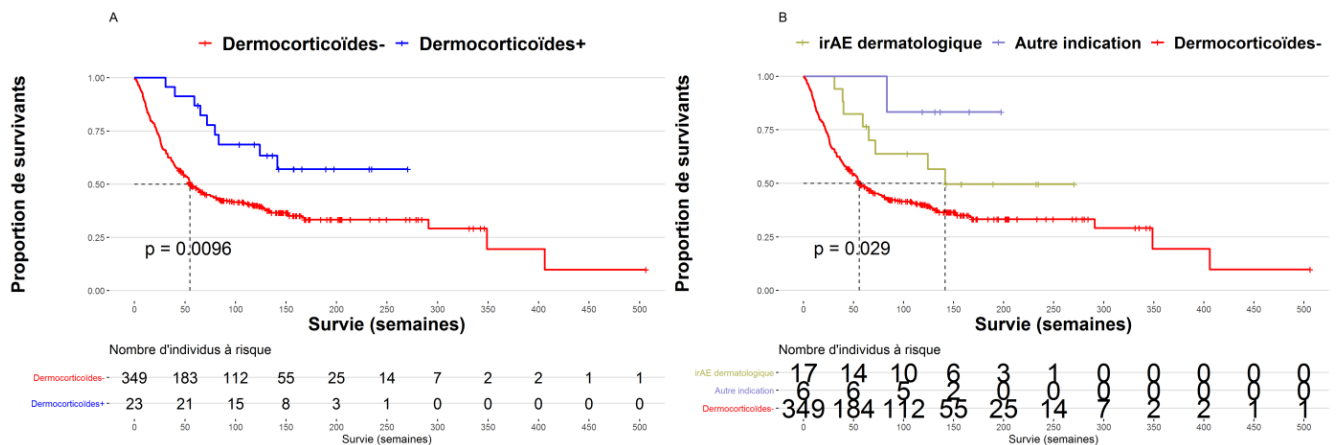 A
Dermocorticoïdes- Dermocorticoïdes+
Proportion de survivants
1.00
0.75
0.50
0.25
0.00
p = 0.0096
0 50 100 150 200 250 300 350 400 450 500
Survie (semaines)
Nombre d'individus à risque
Dermocorticoïdes- 349 183 112 55 25 14 7 2 2 1 1
Dermocorticoïdes+ 23 21 15 8 3 1 0 0 0 0 0
0 50 100 150 200 250 300 350 400 450 500
Survie (semaines)
B
irAE dermatologique Autre indication Dermocorticoïdes-
Proportion de survivants
1.00
0.75
0.50
0.25
0.00
p = 0.029
0 50 100 150 200 250 300 350 400 450 500
Survie (semaines)
Nombre d'individus à risque
irAE dermatologique 17 14 10 6 3 1 0 0 0 0 0
Autre indication 6 6 5 2 0 0 0 0 0 0 0
Dermocorticoïdes- 349 184 112 55 25 14 7 2 2 1 1
0 50 100 150 200 250 300 350 400 450 500
Survie (semaines)